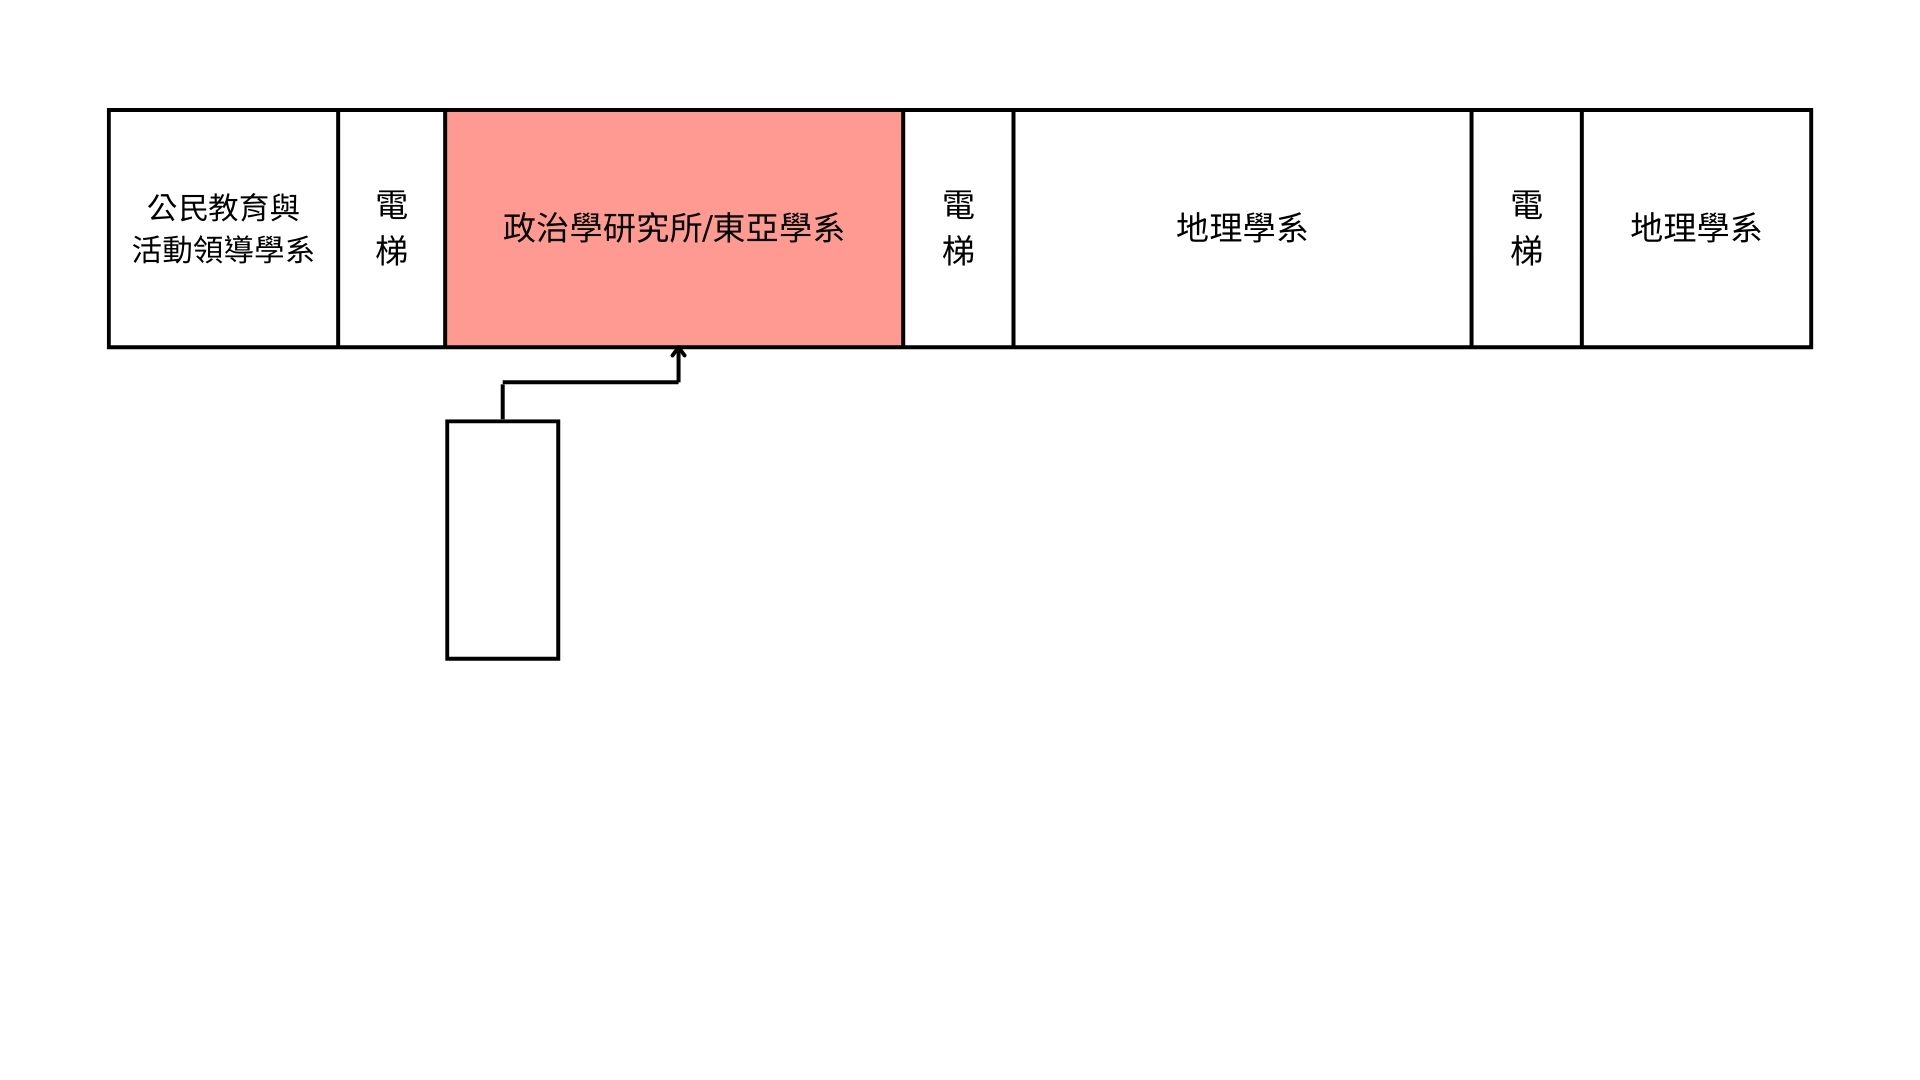 公民教育與
活動領導學系
電
梯
政治學研究所/東亞學系
電
梯
地理學系
電
梯
地理學系